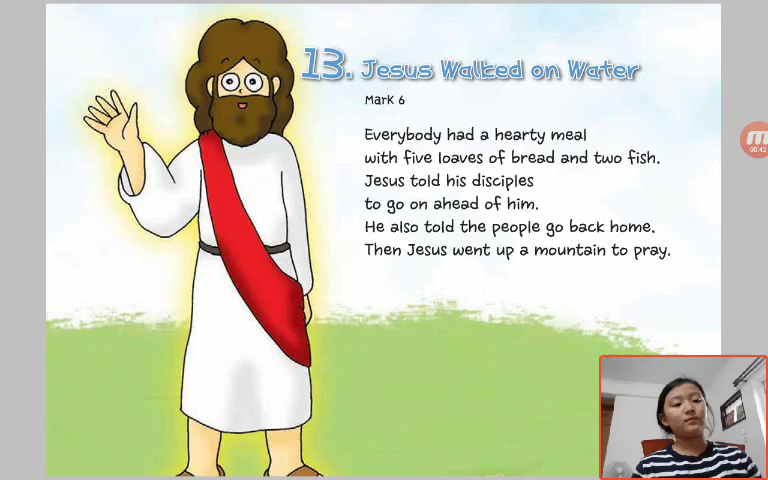 13. Jesus Walked on Water
Mark 6
Everybody had a hearty meal
with five loaves of bread and two fish.
Jesus told his disciples
to go on ahead of him.
He also told the people go back home.
Then Jesus went up a mountain to pray.
00:42